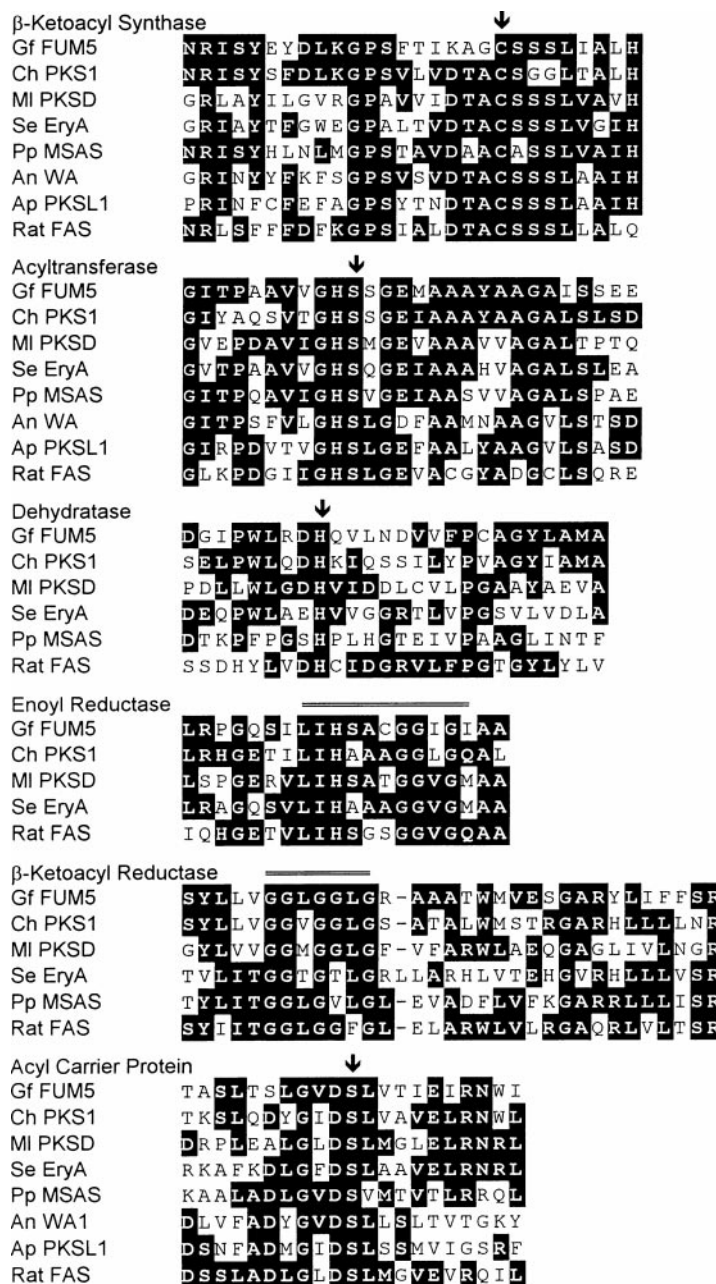 β-Ketoacyl Synthase
Gf FUM5 NRISYEYDLKGPSFTIKAGCSSSLIALH
Ch PKS1 NRISYSFDLKGPSVLVDTACSGGLTALH
Ml PKSD GRLAYILGVRGPAVVIDTACSSSLVAVH
Se EryA GRIAYTFGWEGPALTVDTACSSSLVGIH
Pp MSAS NRISYHLNLMGPSTAVDAACASSLVAIH
An WA GRINYYFKFSGPSVSVDTACSSSLAAIH
Ap PKSL1 PRINFCFEFAGPSYTNDTACSSSLAAIH
Rat FAS NRLSFFFDFKGPSIALDTACSSSLLALQ
Acyltransferase
Gf FUM5 GITPAAVVGHSSGEMAAAYAAGAISSEE
Ch PKS1 GIYAQSVTGHSSGEIAAAYAAGALSLSD
Ml PKSD GVEPDAVIGHSMGEVAAAVVAGALTPTQ
Se EryA GVTPAAVVGHSQGEIAAAHVAGALSLEA
Pp MSAS GITPQAVIGHSVGEIAASVVAGALSPAE
An WA GITPSFVLGHSLGDFAAMNAAGVLSTSD
Ap PKSL1 GIRPDVTVGHSLGEFAALYAAGVLSASD
Rat FAS GLKPDGIIGHSLGEVACGYADGCLSQRE
Dehydratase
Gf FUM5 DGIPWLRDHQVLNDVVFPCAGYLAMA
Ch PKS1 SELPWLQDHKIQSSILYPVAGYIAMA
Ml PKSD PDLLWLGDHVIDDLCVLPGAAYAEVA
Se EryA DEQPWLAEHVVGGRTLVPGSVLVDLA
Pp MSAS DTKPFPGSHPLHGTEIVPAAGLINTF
Rat FAS SSDHYLVDHCIDGRVLFPGTGYLYLV
Enoyl Reductase
Gf FUM5 LRPGQSILIHSACGGIGIAA
Ch PKS1 LRHGETILIHAAAGGLGQAL
Ml PKSD LSPGERVLIHSATGGVGMAA
Se EryA LRAGQSVLIHAAAGGVGMAA
Rat FAS IQHGETVLIHSGSGGVGQAA
β-Ketoacyl Reductase
Gf FUM5 SYLLVGGLGGLGR-AAATWMVESGARYLIFFSR
Ch PKS1 SYLLVGGVGGLGS-ATALWMSTRGARHLLLLNR
Ml PKSD GYLVVGGMGGLGF-VFARWLAEQGAGLIVLNGR
Se EryA TVLITGGTGTLGRLLARHLVTEHGVRHLLLVSR
Pp MSAS TYLITGGLGVLGL-EVADFLVFKGARRLLLISR
Rat FAS SYIITGGLGGFGL-ELARWLVLRGAQRLVLTSR
Acyl Carrier Protein
Gf FUM5 TASLTSLGVDSLVTIEIRNWI
Ch PKS1 TKSLQDYGIDSLVAVELRNWL
Ml PKSD DRPLEALGLDSLMGLELRNRL
Se EryA RKAFKDLGFDSLAAVELRNRL
Pp MSAS KAALADLGVDSVMTVTLRRQL
An WA1 DLVFADYGVDSLLSLTVTGKY
Ap PKSL1 DSNFADMGIDSLSSMVIGSRF
Rat FAS DSSLADLGLDSLMGVEVRQIL